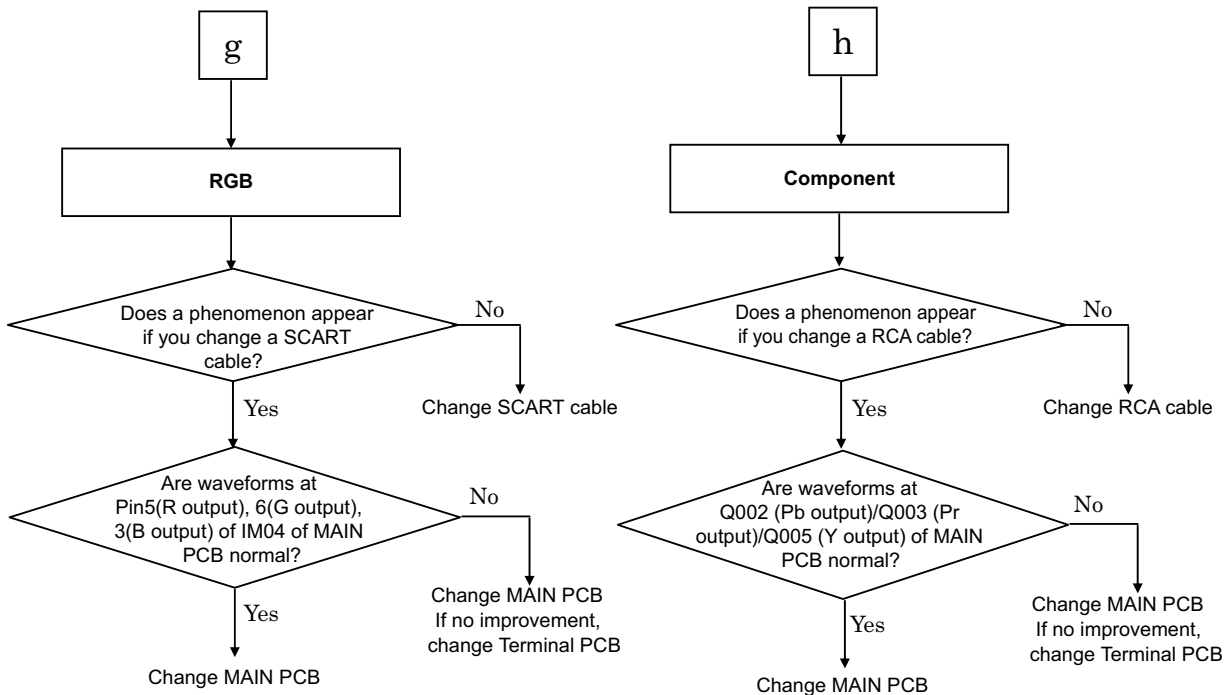 g
RGB
Does a phenomenon appear
if you change a SCART
cable?
No
Change SCART cable
Yes
Are waveforms at
Pin5(R output), 6(G output),
3(B output) of IM04 of MAIN
PCB normal?
No
Change MAIN PCB
If no improvement,
change Terminal PCB
Yes
Change MAIN PCB
h
Component
Does a phenomenon appear
if you change a RCA cable?
No
Change RCA cable
Yes
Are waveforms at
Q002 (Pb output)/Q003 (Pr
output)/Q005 (Y output) of MAIN
PCB normal?
No
Change MAIN PCB
If no improvement,
change Terminal PCB
Yes
Change MAIN PCB